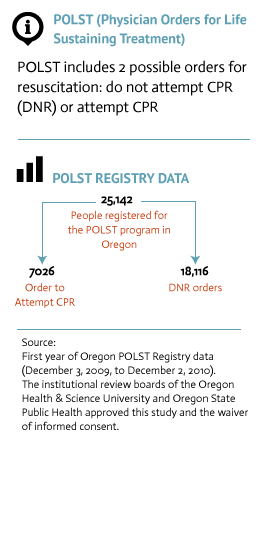 POLST (Physician Orders for Life
Sustaining Treatment)
POLST includes 2 possible orders for
resuscitation: do not attempt CPR
(DNR) or attempt CPR
POLST REGISTRY DATA
25,142
People registered for
the POLST program in
Oregon
7026
Order to
Attempt CPR
18,116
DNR orders
Source:
First year of Oregon POLST Registry data
(December 3, 2009, to December 2, 2010).
The institutional review boards of the Oregon
Health & Science University and Oregon State
Public Health approved this study and the waiver
of informed consent.